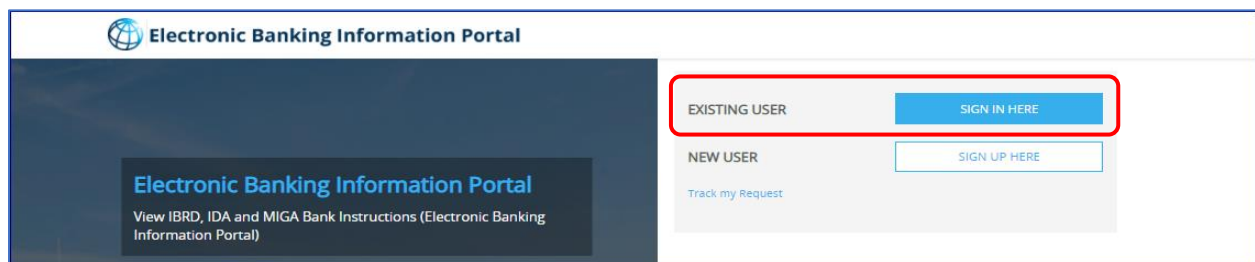 Electronic Banking Information Portal
EXISTING USER
SIGN IN HERE
NEW USER
SIGN UP HERE
Track my Request
Electronic Banking Information Portal
View IBRD, IDA and MIGA Bank Instructions (Electronic Banking
Information Portal)